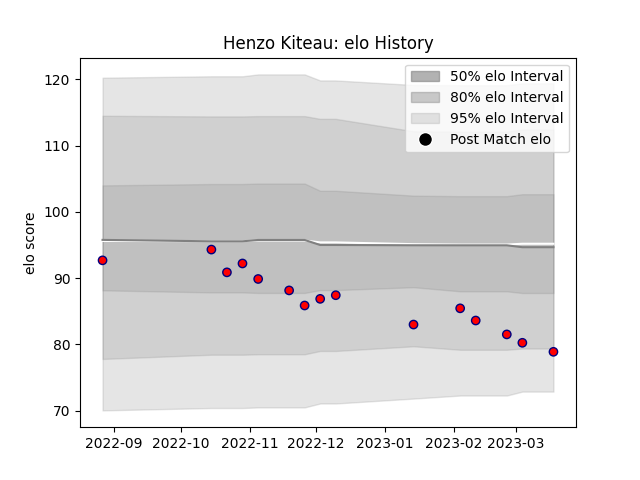 Henzo Kiteau: elo History
50% elo Interval
80% elo Interval
95% elo Interval
Post Match elo
elo score
120
110
100
90
80
70
2022-09 2022-10 2022-11 2022-12 2023-01 2023-02 2023-03